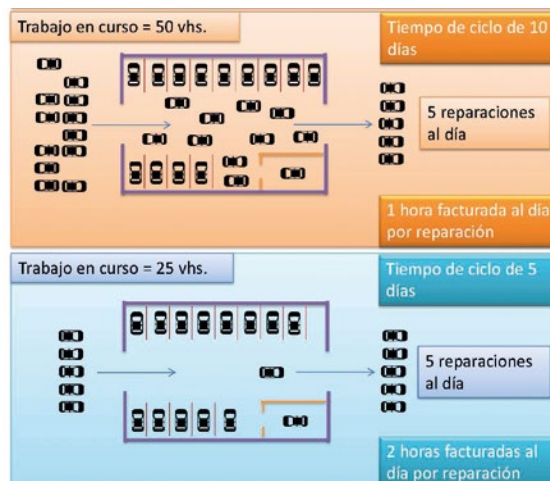 Trabajo en curso = 50 vhs.
Tiempo de ciclo de 10
días
5 reparaciones
al día
1 hora facturada al día
por reparación
Trabajo en curso = 25 vhs.
Tiempo de ciclo de 5
días
5 reparaciones
al día
2 horas facturadas al
día por reparación